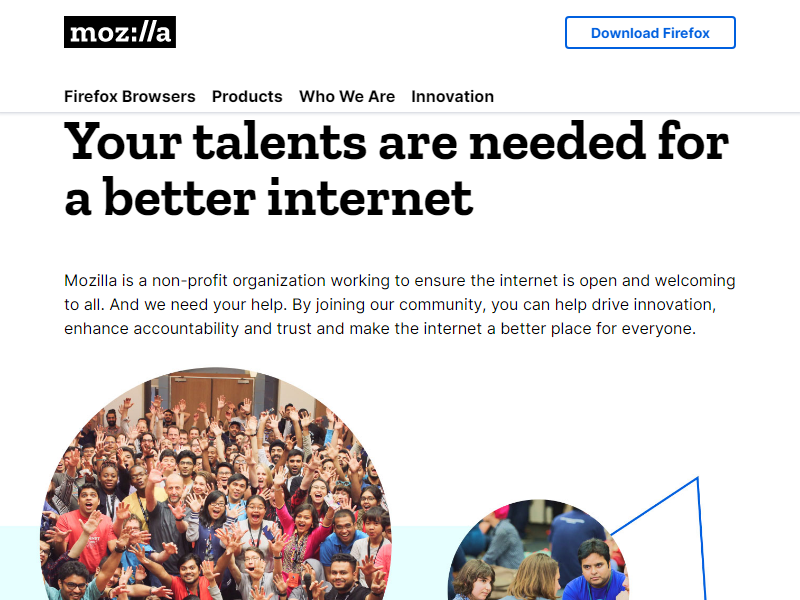 moz://a
Download Firefox
Firefox Browsers Products Who We Are Innovation
Your talents are needed for
a better internet
Mozilla is a non-profit organization working to ensure the internet is open and welcoming
to all. And we need your help. By joining our community, you can help drive innovation,
enhance accountability and trust and make the internet a better place for everyone.